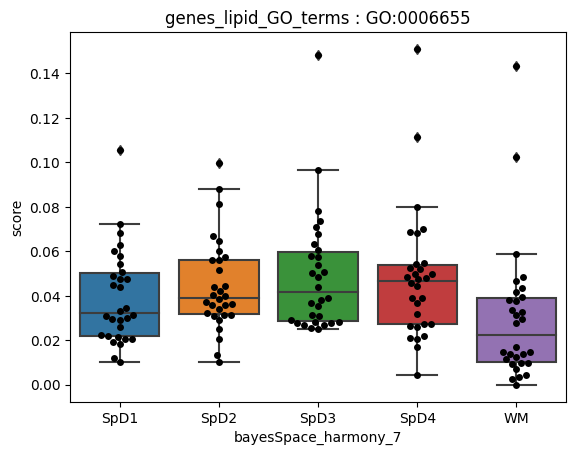 genes_lipid_GO_terms : GO:0006655
0.14
0.12
0.10
0.08
0.06
0.04
0.02
0.00
score
SpD1 SpD2 SpD3 SpD4 WM
bayesSpace_harmony_7